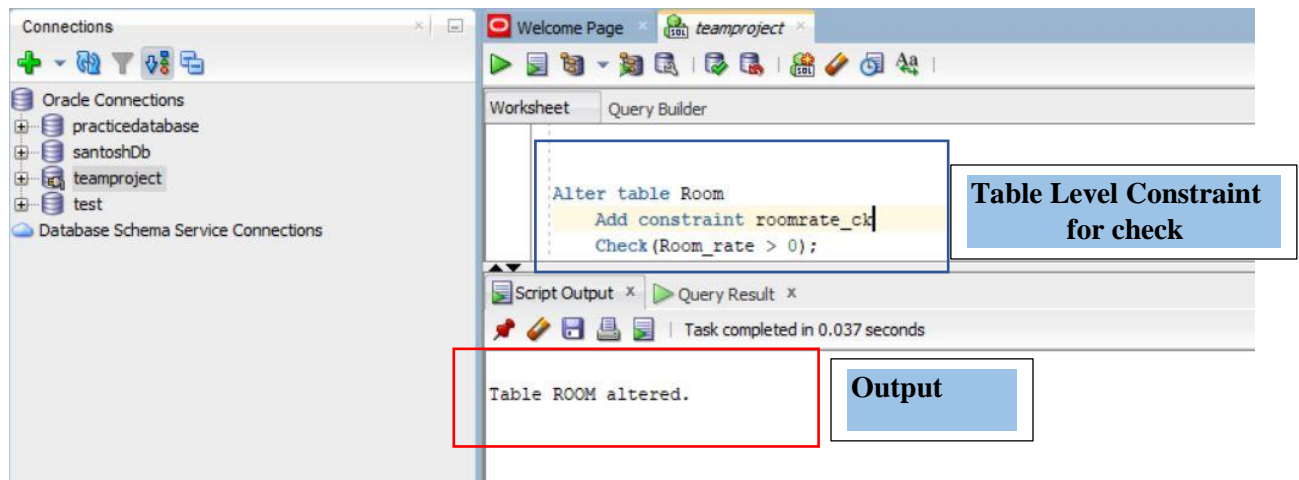 Connections
Oracle Connections
practicedatabase
santoshDb
teamproject
test
Database Schema Service Connections
Welcome Page
teamproject
Worksheet Query Builder
Alter table Room
Add constraint roomrate_ck
Check(Room_rate > 0);
Table Level Constraint
for check
Script Output x Query Result x
Task completed in 0.037 seconds
Table ROOM altered.
Output